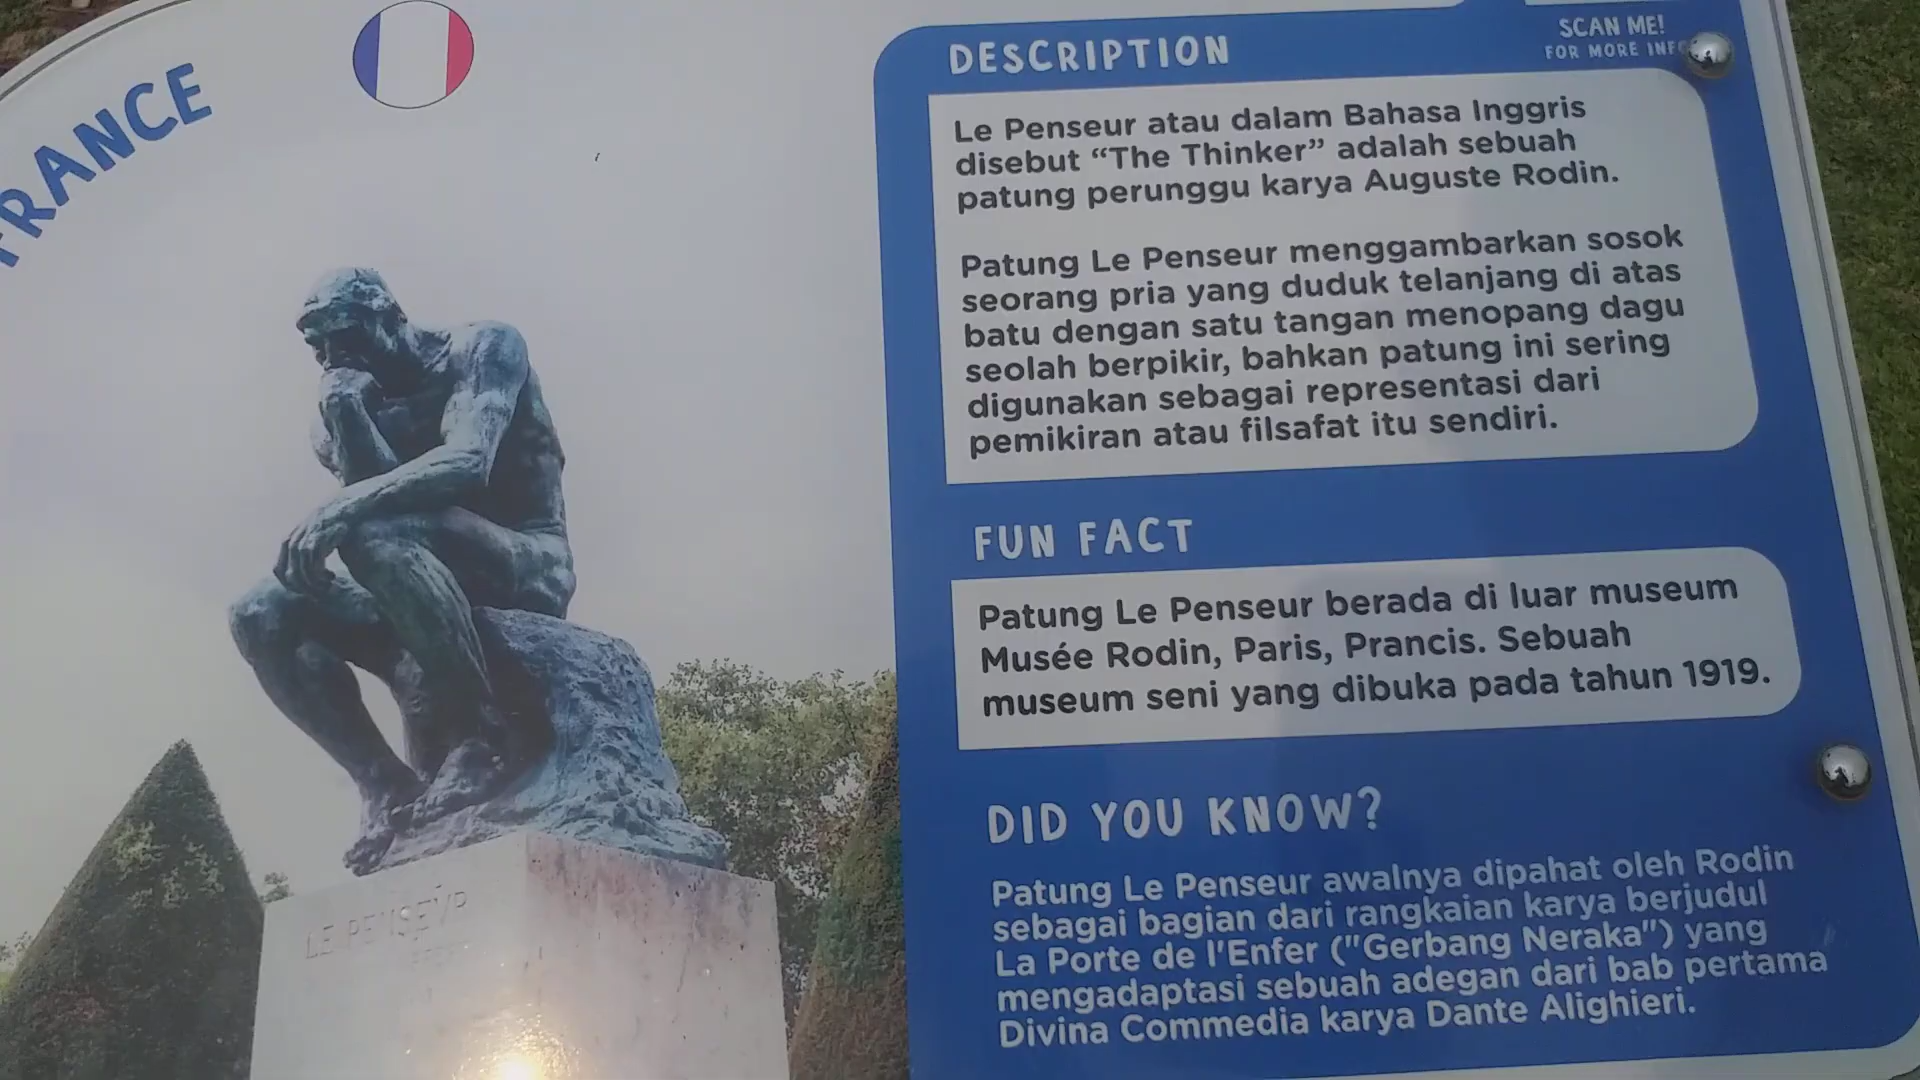 FRANCE
DESCRIPTION
SCAN ME!
FOR MORE
Le Penseur atau dalam Bahasa Inggris
disebut “The Thinker” adalah sebuah
patung perunggu karya Auguste Rodin.
Patung Le Penseur menggambarkan sosok
seorang pria yang duduk telanjang di atas
batu dengan satu tangan menopang dagu
seolah berpikir, bahkan patung ini sering
digunakan sebagai representasi dari
pemikiran atau filsafat itu sendiri.
FUN FACT
Patung Le Penseur berada di luar museum
Musée Rodin, Paris, Prancis. Sebuah
museum seni yang dibuka pada tahun 1919.
DID YOU KNOW?
Patung Le Penseur awalnya dipahat oleh Rodin
sebagai bagian dari rangkaian karya berjudul
La Porte de l'Enfer ("Gerbang Neraka") yang
mengadaptasi sebuah adegan dari bab pertama
Divina Commedia karya Dante Alighieri.